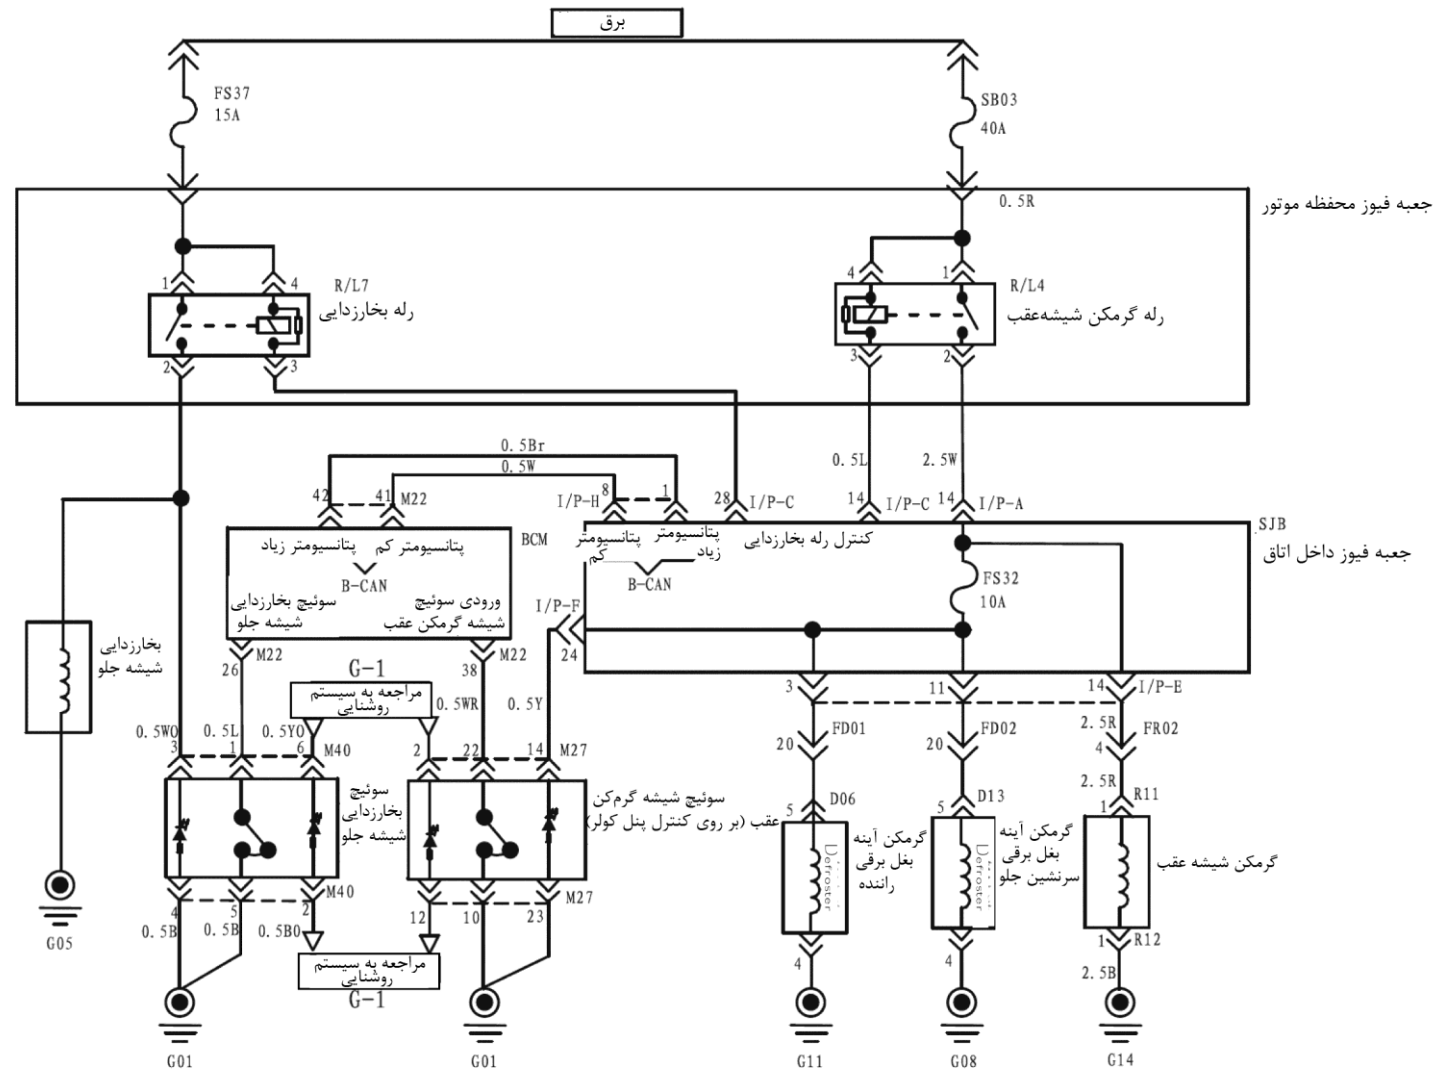 برق
FS37
15A
SB03
40A
0.5R
جعبه فیوز محفظه موتور
1
4
R/L7
رله بخارزدایی
2
3
4
1
R/L4
رله گرمکن شیشه‌عقب
3
2
0.5Br
0.5W
0.5L
2.5W
42
41
M22
I/P-H
8
1
28
I/P-C
14
I/P-C
14
I/P-A
BCM
پتانسیومتر زیاد
پتانسیومتر کم
B-CAN
سوئیچ بخارزدایی
شیشه جلو
ورودی سوئیچ
شیشه گرمکن عقب
SJB
جعبه فیوز داخل اتاق
پتانسیومتر
کم
پتانسیومتر
زیاد
B-CAN
کنترل رله بخارزدایی
FS32
10A
I/P-F
24
بخارزدایی
شیشه جلو
26
M22
38
M22
G-1
مراجعه به سیستم
روشنایی
0.5WR
0.5Y
3
11
14
I/P-E
0.5WO
0.5L
0.5YO
3
1
6
M40
2
22
14
M27
FD01
20
FD02
20
2.5R
FR02
4
2.5R
سوئیچ
بخارزدایی
شیشه جلو
سوئیچ شیشه گرم‌کن
عقب (بر روی کنترل پنل کولر)
5
D06
5
D13
1
R11
Defroster
گرمکن آینه
بغل برقی
راننده
Defroster
گرمکن آینه
بغل برقی
سرنشین جلو
گرمکن شیشه عقب
4
5
2
M40
12
10
23
M27
0.5B
0.5B
0.5BO
مراجعه به سیستم
روشنایی
G-1
4
4
1
R12
2.5B
G05
G01
G01
G11
G08
G14